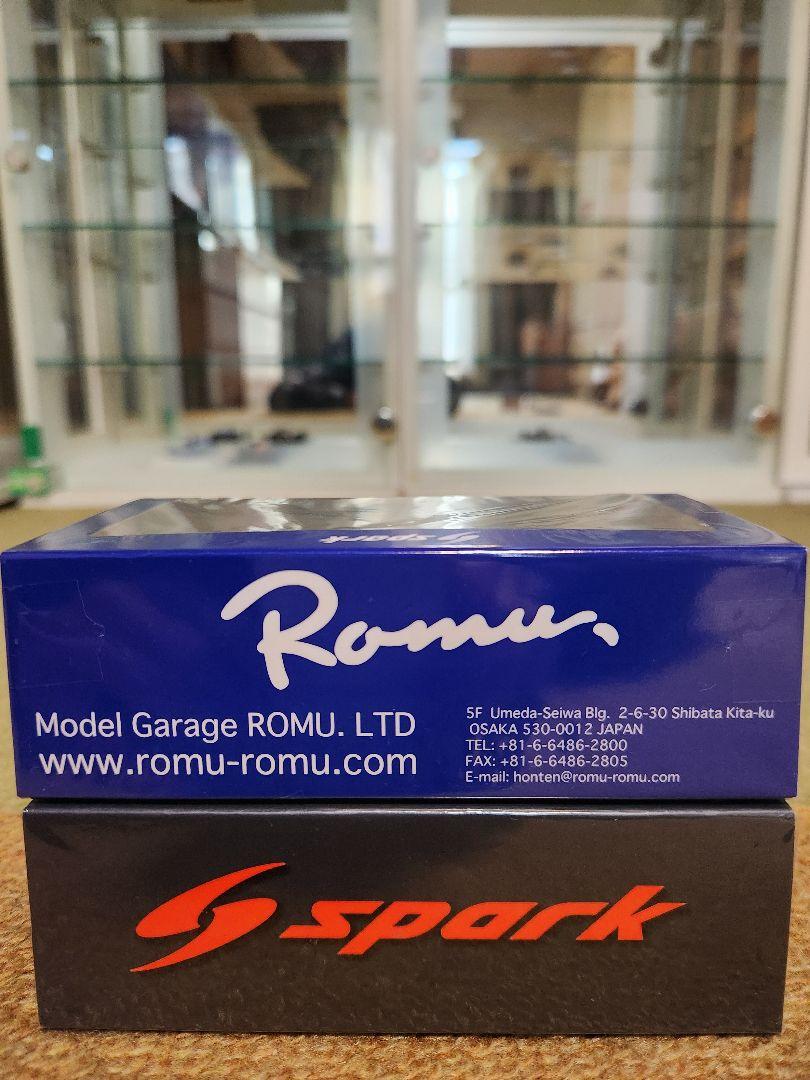 spark
Romu.
Model Garage ROMU. LTD
www.romu-romu.com
5F Umeda-Seiwa Blg. 2-6-30 Shibata Kita-ku
OSAKA 530-0012 JAPAN
TEL: +81-6-6486-2800
FAX: +81-6-6486-2805
E-mail: honten@romu-romu.com
spark